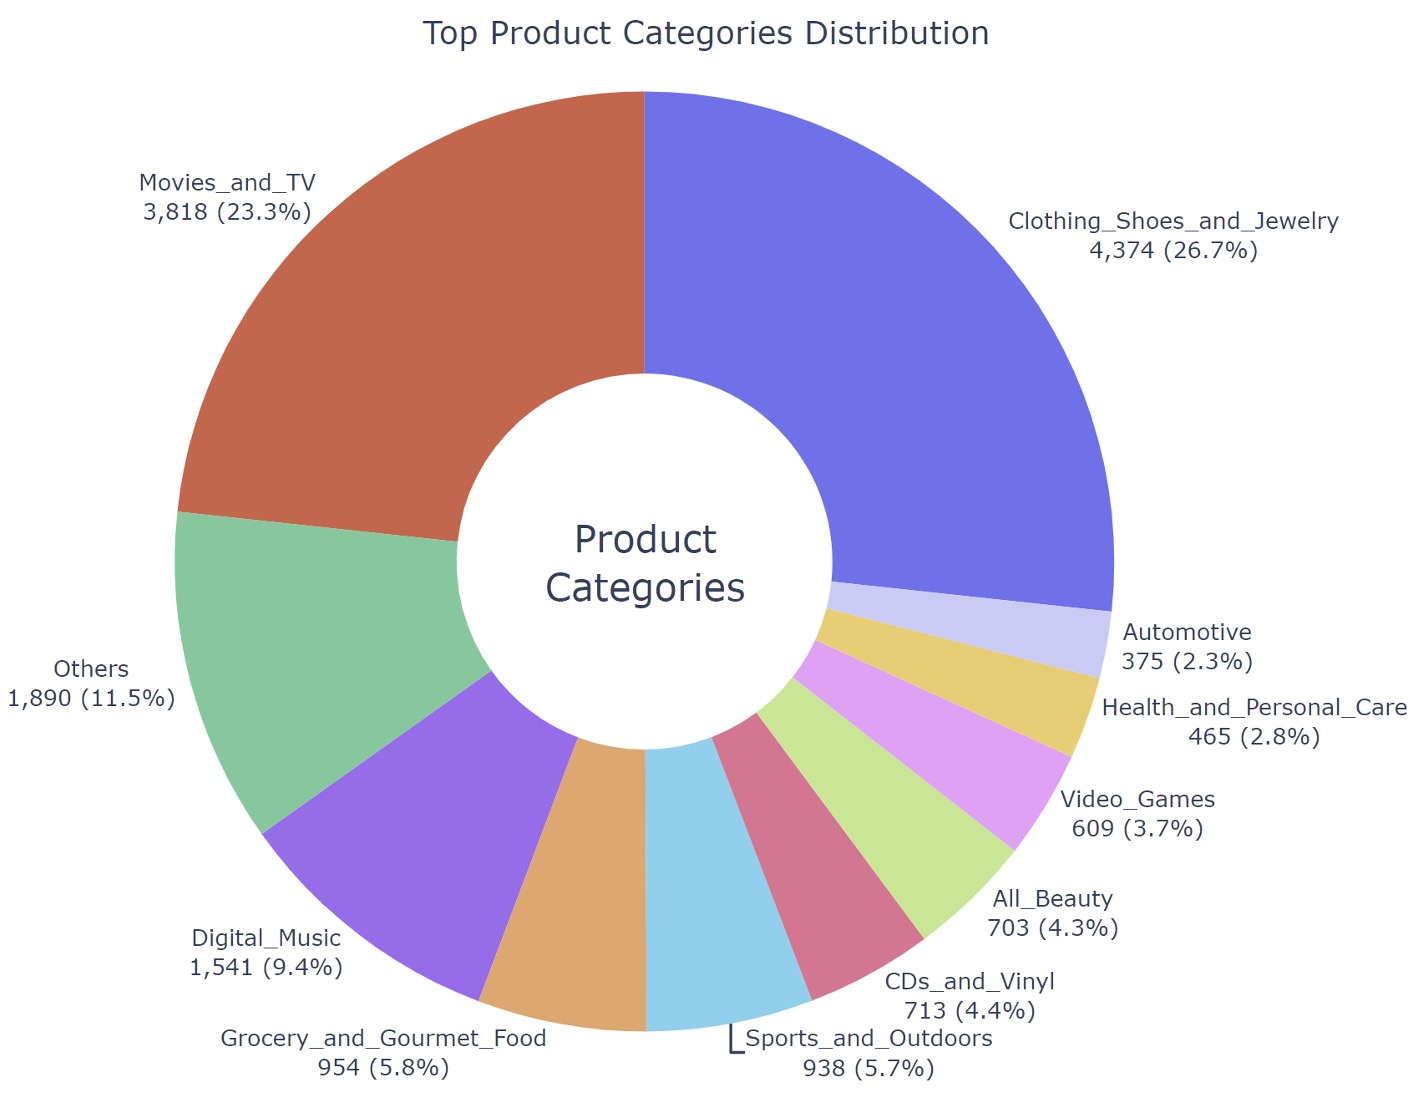 Top Product Categories Distribution
Movies_and_TV
3,818 (23.3%)
Clothing_Shoes_and_Jewelry
4,374 (26.7%)
Product
Categories
Automotive
375 (2.3%)
Others
1,890 (11.5%)
Health_and_Personal_Care
465 (2.8%)
Video_Games
609 (3.7%)
All_Beauty
703 (4.3%)
Digital_Music
1,541 (9.4%)
CDs_and_Vinyl
713 (4.4%)
Grocery_and_Gourmet_Food
954 (5.8%)
Sports_and_Outdoors
938 (5.7%)